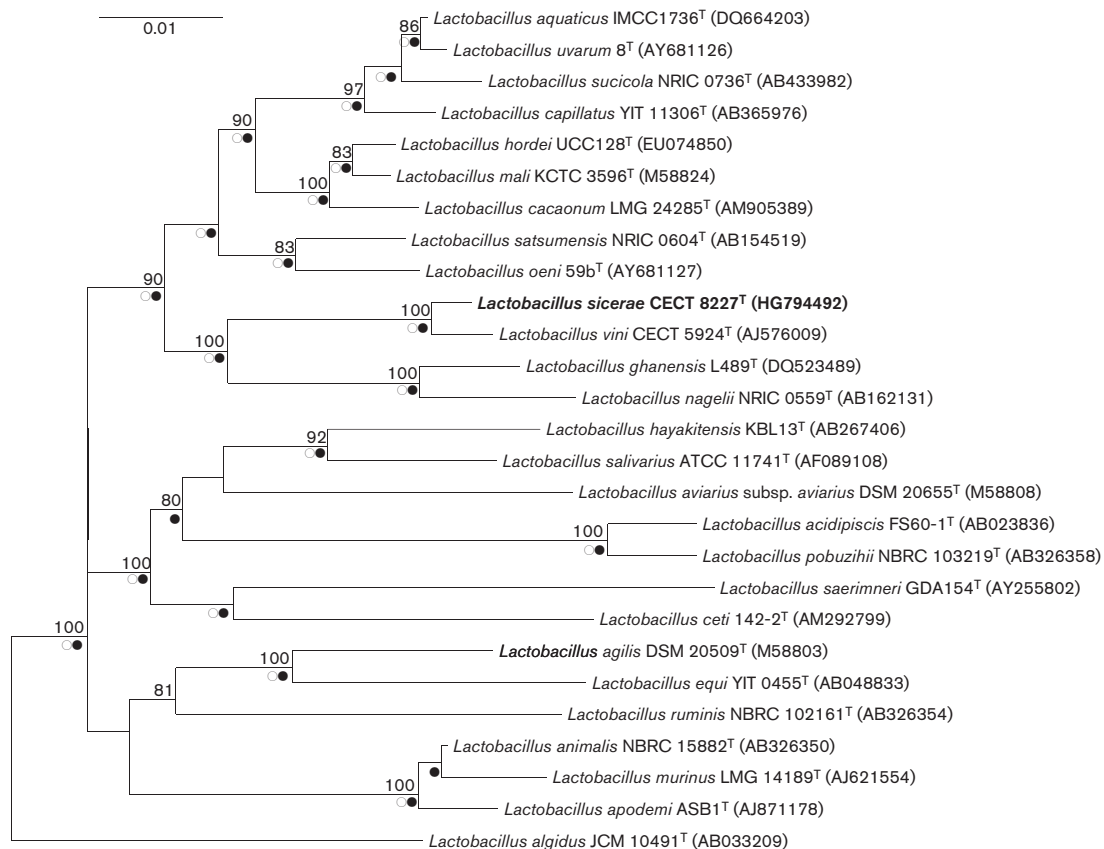 0.01
86
Lactobacillus aquaticus IMCC1736ᵀ (DQ664203)
Lactobacillus uvarum 8ᵀ (AY681126)
Lactobacillus sucicola NRIC 0736ᵀ (AB433982)
97
Lactobacillus capillatus YIT 11306ᵀ (AB365976)
90
Lactobacillus hordei UCC128ᵀ (EU074850)
83
Lactobacillus mali KCTC 3596ᵀ (M58824)
100
Lactobacillus cacaonum LMG 24285ᵀ (AM905389)
Lactobacillus satsumensis NRIC 0604ᵀ (AB154519)
83
Lactobacillus oeni 59bᵀ (AY681127)
90
Lactobacillus sicerae CECT 8227ᵀ (HG794492)
100
Lactobacillus vini CECT 5924ᵀ (AJ576009)
100
Lactobacillus ghanensis L489ᵀ (DQ523489)
100
Lactobacillus nagelii NRIC 0559ᵀ (AB162131)
Lactobacillus hayakitensis KBL13ᵀ (AB267406)
92
Lactobacillus salivarius ATCC 11741ᵀ (AF089108)
Lactobacillus aviarius subsp. aviarius DSM 20655ᵀ (M58808)
80
Lactobacillus acidipiscis FS60-1ᵀ (AB023836)
100
Lactobacillus pobuzihii NBRC 103219ᵀ (AB326358)
100
Lactobacillus saerimneri GDA154ᵀ (AY255802)
Lactobacillus ceti 142-2ᵀ (AM292799)
100
Lactobacillus agilis DSM 20509ᵀ (M58803)
100
Lactobacillus equi YIT 0455ᵀ (AB048833)
81
Lactobacillus ruminis NBRC 102161ᵀ (AB326354)
Lactobacillus animalis NBRC 15882ᵀ (AB326350)
Lactobacillus murinus LMG 14189ᵀ (AJ621554)
100
Lactobacillus apodemi ASB1ᵀ (AJ871178)
Lactobacillus algidus JCM 10491ᵀ (AB033209)